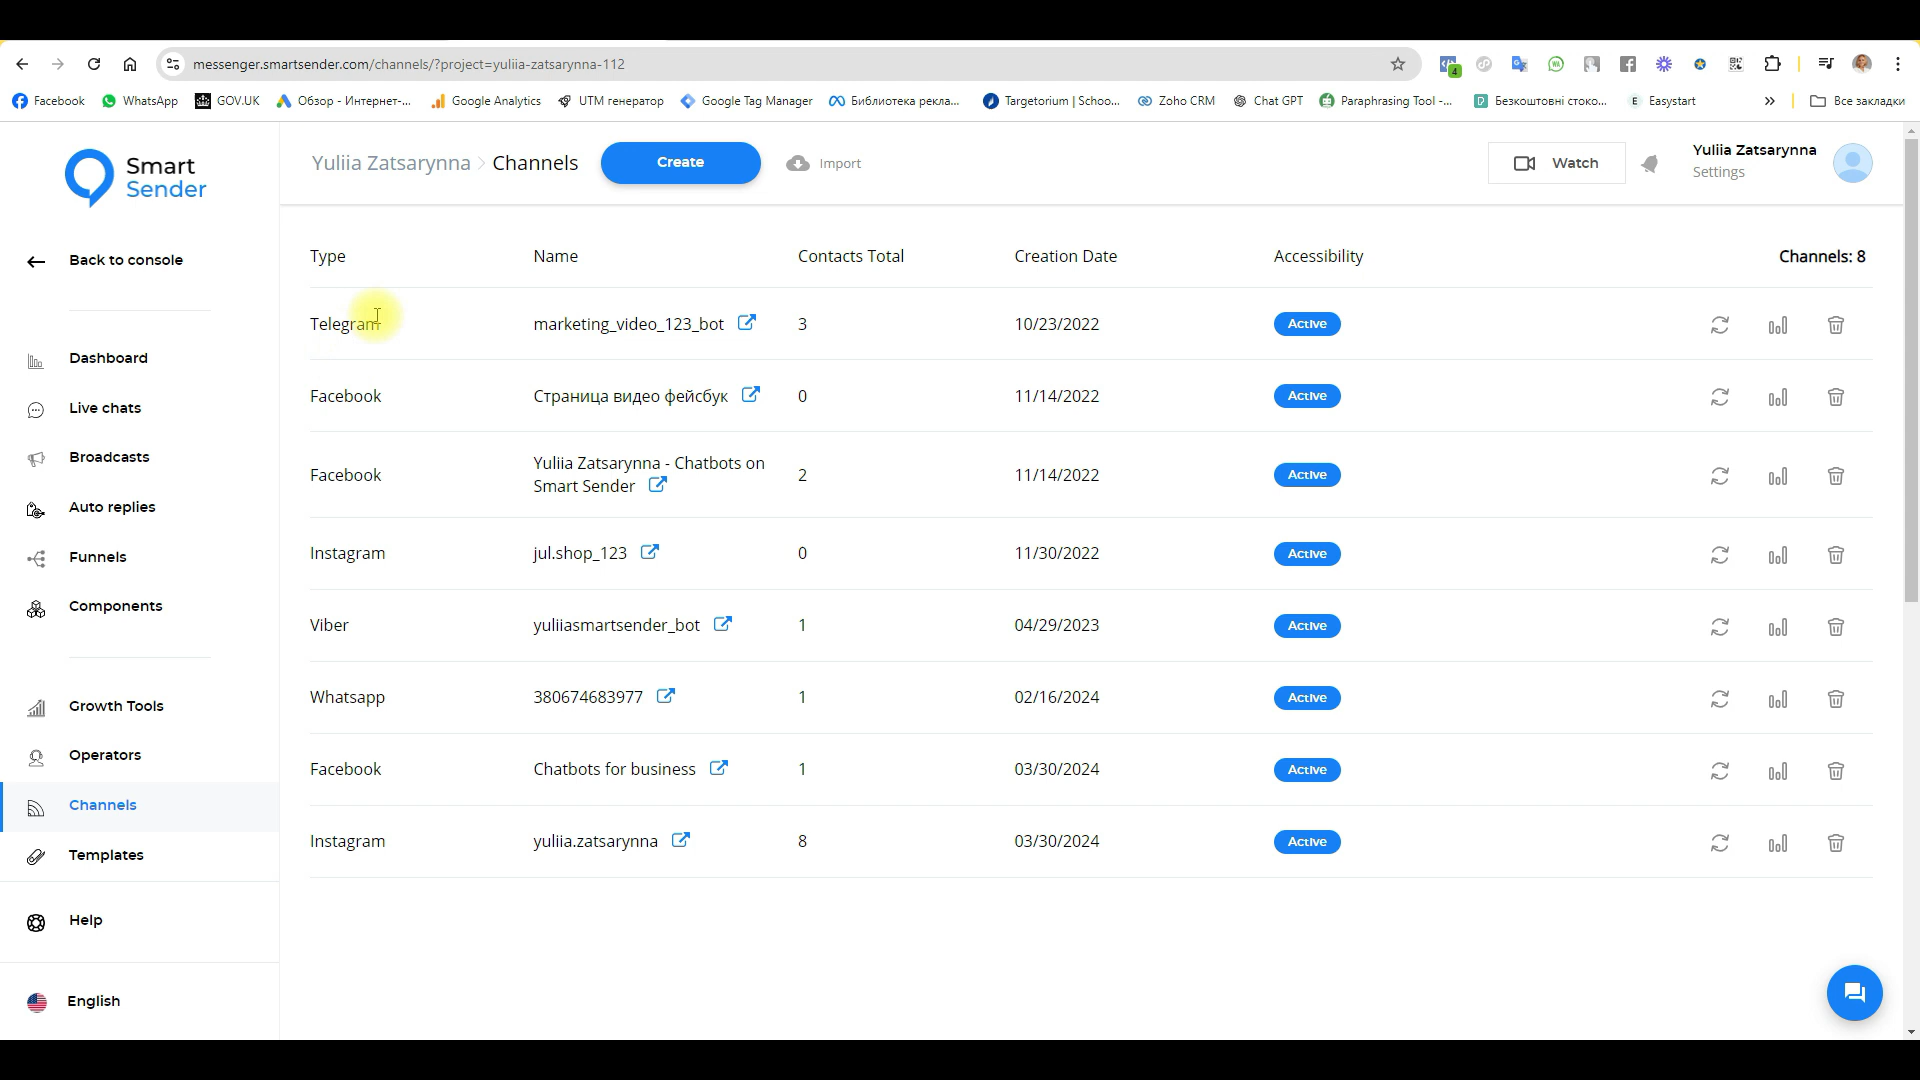 messenger.smartsender.com/channels/?project=yuliia-zatsarynna-112
4
Facebook WhatsApp GOV.UK Обзор - Интернет-... Google Analytics UTM генератор Google Tag Manager Библиотека рекла... Targetorium | Schoo... Zoho CRM Chat GPT Paraphrasing Tool -... Безкоштовні стоко... E Easystart » Все закладки
Smart
Sender
Yuliia Zatsarynna > Channels Create Import Watch
Yuliia Zatsarynna
Settings
Back to console
Dashboard
Live chats
Broadcasts
Auto replies
Funnels
Components
Growth Tools
Operators
Channels
Templates
Help
English
Type Name Contacts Total Creation Date Accessibility Channels: 8
Telegram marketing_video_123_bot 3 10/23/2022 Active
Facebook Страница видео фейсбук 0 11/14/2022 Active
Facebook Yuliia Zatsarynna - Chatbots on
Smart Sender 2 11/14/2022 Active
Instagram jul.shop_123 0 11/30/2022 Active
Viber yuliiasmartsender_bot 1 04/29/2023 Active
Whatsapp 380674683977 1 02/16/2024 Active
Facebook Chatbots for business 1 03/30/2024 Active
Instagram yuliia.zatsarynna 8 03/30/2024 Active